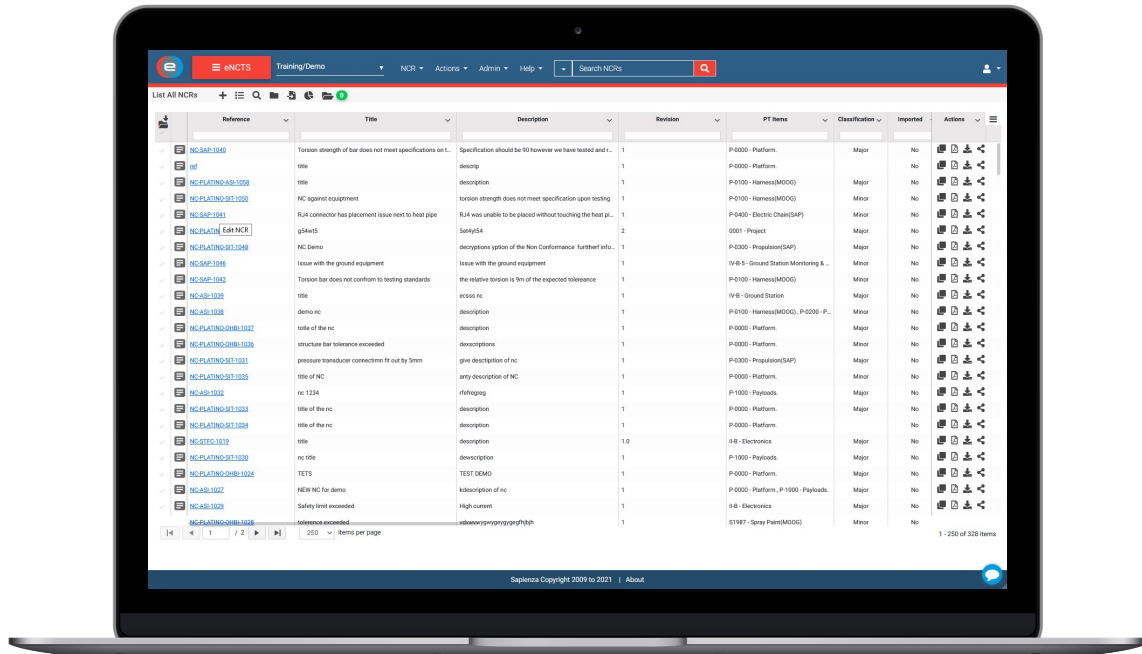 e eNCTS Training/Demo NCR Actions Admin Help Search NCRs
List All NCRs 0
Reference Title Description Revision PT Items Classification Imported Actions
NC-SAP-1040 Torsion strength of bar does not meet specifications on t... Specification should be 90 however we have tested and r... 1 P-0000 - Platform. Major No
ref title descrip 1 P-0000 - Platform. No
NC-PLATINO-ASI-1058 title description 1 P-0100 - Harness(MOOG) Major No
NC-PLATINO-SIT-1050 NC against equiptment torsion strength does not meet specification upon testing 1 P-0100 - Harness(MOOG) Minor No
NC-SAP-1041 RJ4 connector has placement issue next to heat pipe RJ4 was unable to be placed without touching the heat pi... 1 P-0400 - Electric Chain(SAP) Major No
NC-PLATIN Edit NCR g54wt5 5et4yt54 2 0001 - Project Major No
NC-PLATINO-SIT-1048 NC Demo decryptions yption of the Non Conformance furttherf info... 1 P-0300 - Propulsion(SAP) Major No
NC-SAP-1046 Issue with the ground equipment Issue with the ground equipment 1 IV-B-5 - Ground Station Monitoring & ... Minor No
NC-SAP-1042 Torsion bar does not confrom to testing standards the relative torsion is 9m of the expected tolereance 1 P-0100 - Harness(MOOG) Minor No
NC-ASI-1039 title ecsss nc 1 IV-B - Ground Station Major No
NC-ASI-1038 demo nc description 1 P-0100 - Harness(MOOG) , P-0200 - P... Minor No
NC-PLATINO-OHBI-1037 totle of the nc description 1 P-0000 - Platform. Major No
NC-PLATINO-OHBI-1036 structure bar tolerance exceeded dexscriptions 1 P-0000 - Platform. Minor No
NC-PLATINO-SIT-1031 pressure transducer connectimn fit out by 5mm give desctipition of nc 1 P-0300 - Propulsion(SAP) Major No
NC-PLATINO-SIT-1035 title of NC anty description of NC 1 P-0000 - Platform. Minor No
NC-ASI-1032 nc 1234 rfefregreg 1 P-1000 - Payloads. Major No
NC-PLATINO-SIT-1033 title of the nc description 1 P-0000 - Platform. Major No
NC-PLATINO-SIT-1034 title of the nc description 1 P-0000 - Platform. No
NC-STFC-1019 title description 1.0 II-B - Electronics Major No
NC-PLATINO-SIT-1030 nc title dewscription 1 P-1000 - Payloads. Major No
NC-PLATINO-OHBI-1024 TETS TEST DEMO 1 P-0000 - Platform. Major No
NC-ASI-1027 NEW NC for demo kdescription of nc 1 P-0000 - Platform. , P-1000 - Payloads. Major No
NC-ASI-1029 Safety limit exceeded High current 1 II-B - Electronics Major No
NC-PLATINO-OHBI-1028 tolerence exceeded 1 S1987 - Spray Paint(MOOG) Minor No
1 / 2 250 items per page 1 - 250 of 328 items
Sapienza Copyright 2009 to 2021 | About